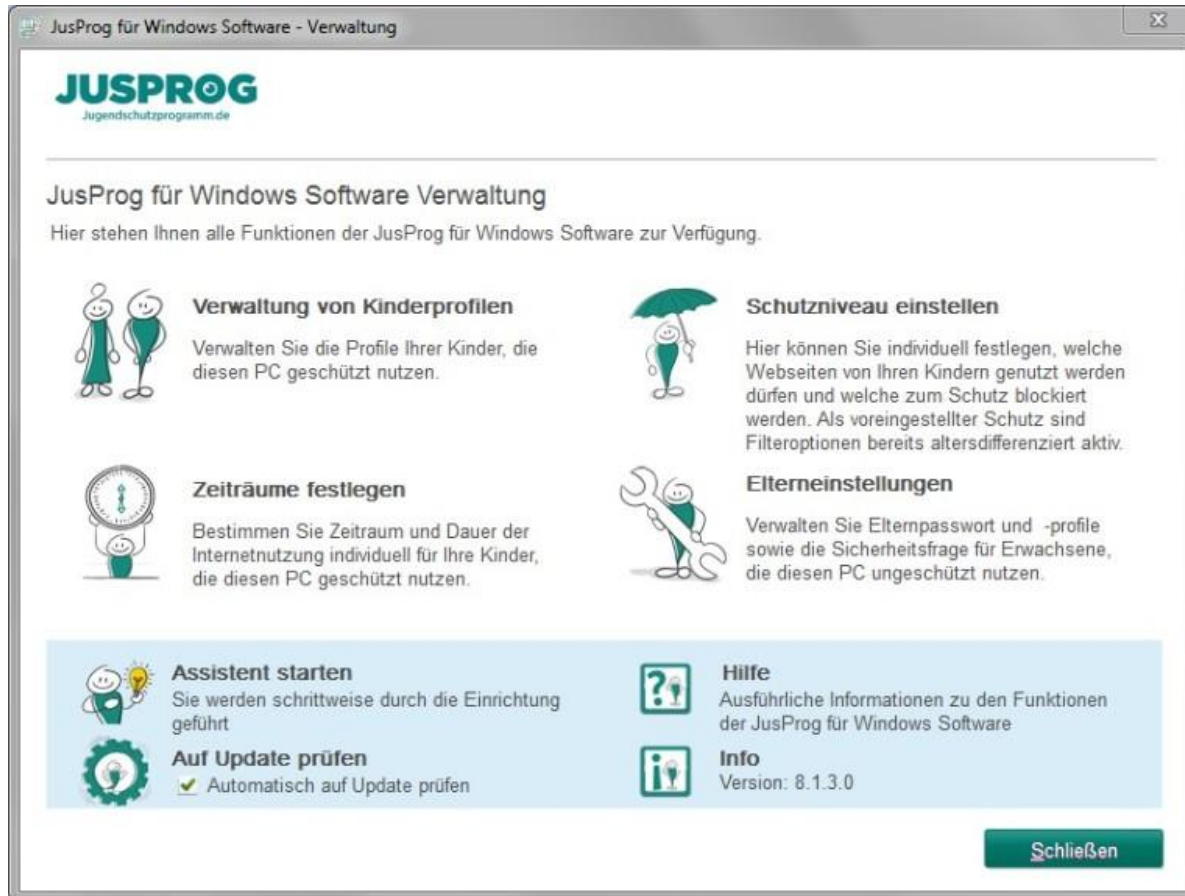 JusProg für Windows Software - Verwaltung
JUSPROG
Jugendschutzprogramm.de
JusProg für Windows Software Verwaltung
Hier stehen Ihnen alle Funktionen der JusProg für Windows Software zur Verfügung.
Verwaltung von Kinderprofilen
Verwalten Sie die Profile Ihrer Kinder, die
diesen PC geschützt nutzen.
Schutzniveau einstellen
Hier können Sie individuell festlegen, welche
Webseiten von Ihren Kindern genutzt werden
dürfen und welche zum Schutz blockiert
werden. Als voreingestellter Schutz sind
Filteroptionen bereits altersdifferenziert aktiv.
Zeiträume festlegen
Bestimmen Sie Zeitraum und Dauer der
Internetnutzung individuell für Ihre Kinder,
die diesen PC geschützt nutzen.
Elterneinstellungen
Verwalten Sie Elternpasswort und -profile
sowie die Sicherheitsfrage für Erwachsene,
die diesen PC ungeschützt nutzen.
Assistent starten
Sie werden schrittweise durch die Einrichtung
geführt
Auf Update prüfen
Automatisch auf Update prüfen
Hilfe
Ausführliche Informationen zu den Funktionen
der JusProg für Windows Software
Info
Version: 8.1.3.0
Schließen